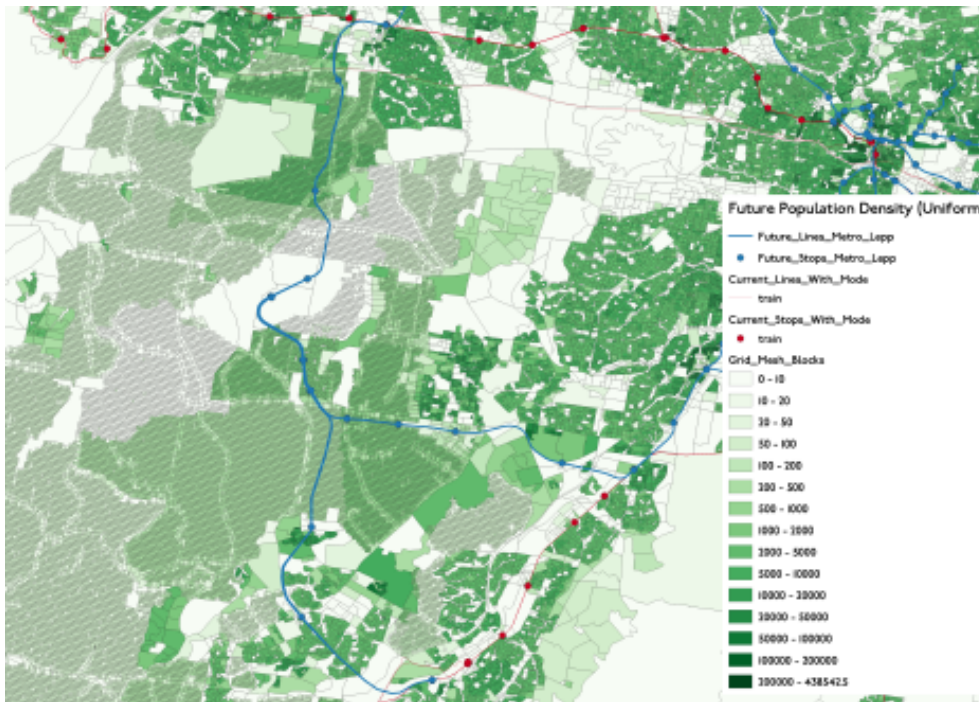 Future Population Density (Uniform
Future_Lines_Metro_Lepp
Future_Stops_Metro_Lepp
Current_Lines_With_Mode
train
Current_Stops_With_Mode
train
Grid_Mesh_Blocks
0 - 10
10 - 20
20 - 50
50 - 100
100 - 200
200 - 500
500 - 1000
1000 - 2000
2000 - 5000
5000 - 10000
10000 - 20000
20000 - 50000
50000 - 100000
100000 - 200000
200000 - 438542.5